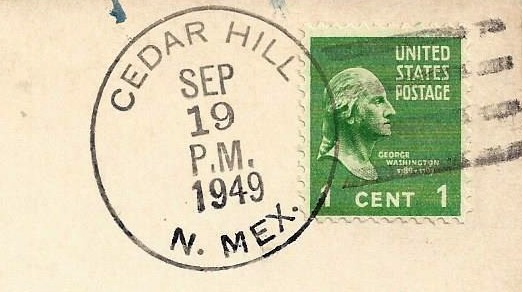 CEDAR HILL
SEP
19
P.M.
1949
N. MEX.
UNITED
STATES
POSTAGE
GEORGE
WASHINGTON
1 CENT 1